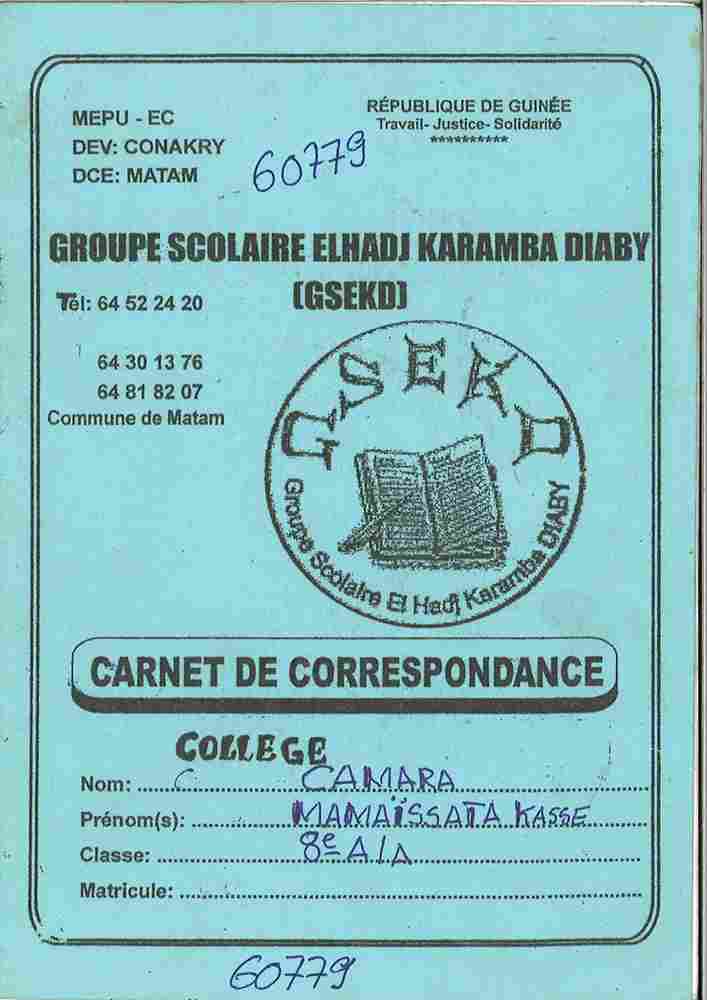 MEPU - EC
DEV: CONAKRY
DCE: MATAM
RÉPUBLIQUE DE GUINÉE
Travail- Justice- Solidarité
**********
60779
GROUPE SCOLAIRE ELHADJ KARAMBA DIABY
(GSEKD)
Tél: 64 52 24 20
64 30 13 76
64 81 82 07
Commune de Matam
GSEKD
Groupe Scolaire El Hadj Karamba DIABY
CARNET DE CORRESPONDANCE
COLLEGE
Nom: C CAMARA
Prénom(s): MAMAÏSSATA KASSE
Classe: 8e A/A
Matricule:
60779